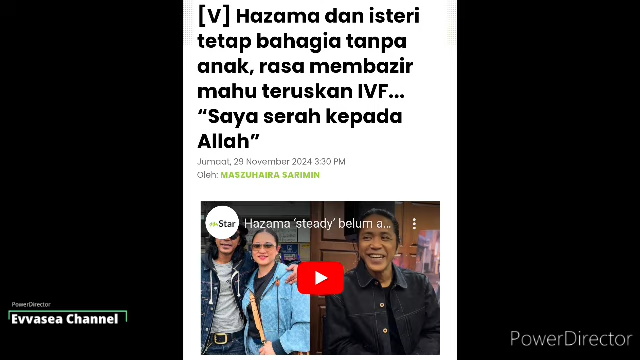 [V] Hazama dan isteri
tetap bahagia tanpa
anak, rasa membazir
mahu teruskan IVF...
“Saya serah kepada
Allah”
Jumaat, 29 November 2024 3:30 PM
Oleh: MASZUHAIRA SARIMIN
Star
Hazama ‘steady’ belum a...
PowerDirector
Evvasea Channel
PowerDirector